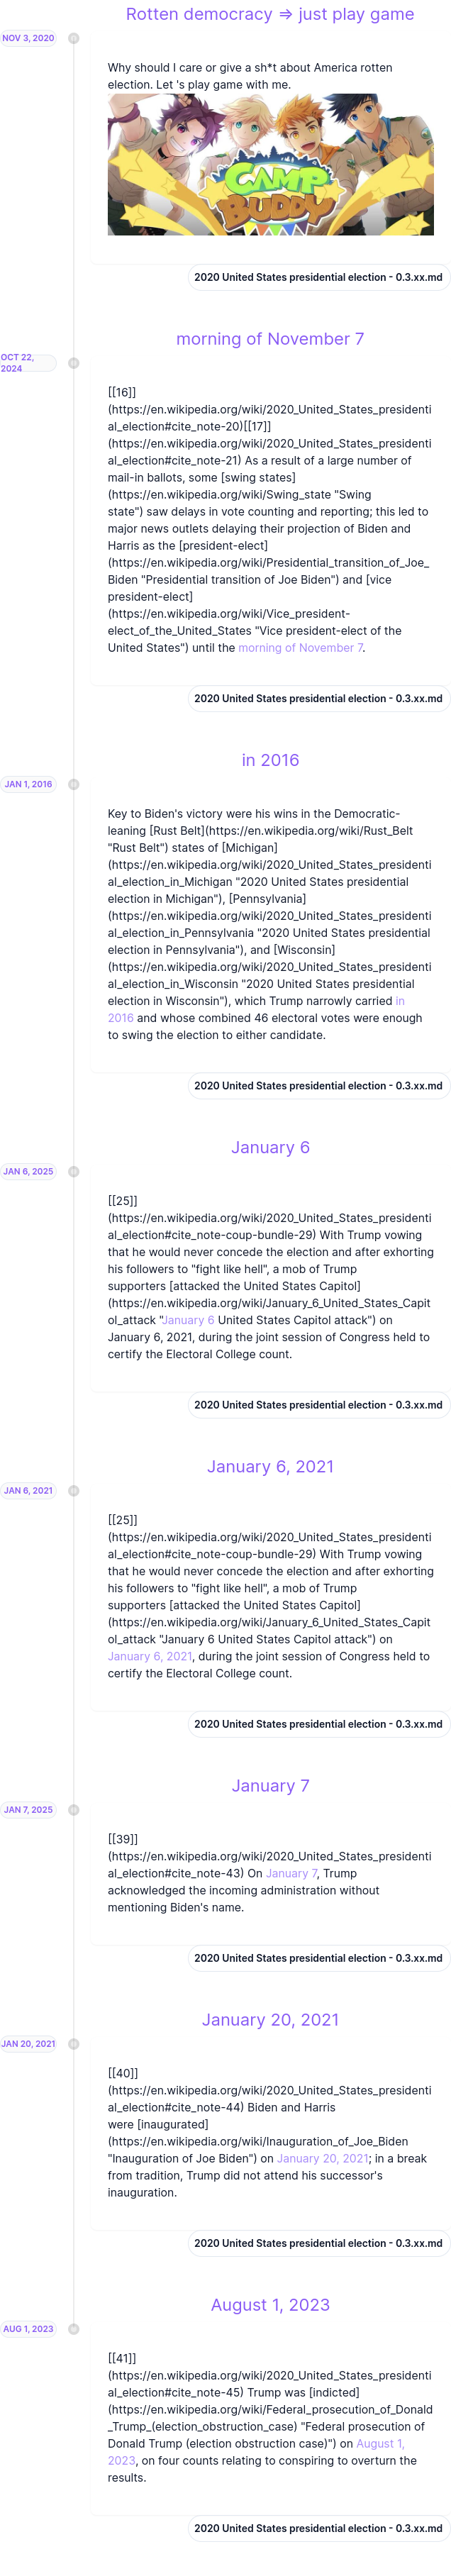 Rotten democracy ⇒ just play game
NOV 3, 2020
Why should I care or give a sh*t about America rotten
election. Let 's play game with me.
CAMP
BUDDY
2020 United States presidential election - 0.3.xx.md
morning of November 7
OCT 22,
2024
[[16]]
(https://en.wikipedia.org/wiki/2020_United_States_presidenti
al_election#cite_note-20)[[17]]
(https://en.wikipedia.org/wiki/2020_United_States_presidenti
al_election#cite_note-21) As a result of a large number of
mail-in ballots, some [swing states]
(https://en.wikipedia.org/wiki/Swing_state "Swing
state") saw delays in vote counting and reporting; this led to
major news outlets delaying their projection of Biden and
Harris as the [president-elect]
(https://en.wikipedia.org/wiki/Presidential_transition_of_Joe_
Biden "Presidential transition of Joe Biden") and [vice
president-elect]
(https://en.wikipedia.org/wiki/Vice_president-
elect_of_the_United_States "Vice president-elect of the
United States") until the morning of November 7.
2020 United States presidential election - 0.3.xx.md
in 2016
JAN 1, 2016
Key to Biden's victory were his wins in the Democratic-
leaning [Rust Belt](https://en.wikipedia.org/wiki/Rust_Belt
"Rust Belt") states of [Michigan]
(https://en.wikipedia.org/wiki/2020_United_States_presidenti
al_election_in_Michigan "2020 United States presidential
election in Michigan"), [Pennsylvania]
(https://en.wikipedia.org/wiki/2020_United_States_presidenti
al_election_in_Pennsylvania "2020 United States presidential
election in Pennsylvania"), and [Wisconsin]
(https://en.wikipedia.org/wiki/2020_United_States_presidenti
al_election_in_Wisconsin "2020 United States presidential
election in Wisconsin"), which Trump narrowly carried in
2016 and whose combined 46 electoral votes were enough
to swing the election to either candidate.
2020 United States presidential election - 0.3.xx.md
January 6
JAN 6, 2025
[[25]]
(https://en.wikipedia.org/wiki/2020_United_States_presidenti
al_election#cite_note-coup-bundle-29) With Trump vowing
that he would never concede the election and after exhorting
his followers to "fight like hell", a mob of Trump
supporters [attacked the United States Capitol]
(https://en.wikipedia.org/wiki/January_6_United_States_Capit
ol_attack "January 6 United States Capitol attack") on
January 6, 2021, during the joint session of Congress held to
certify the Electoral College count.
2020 United States presidential election - 0.3.xx.md
January 6, 2021
JAN 6, 2021
[[25]]
(https://en.wikipedia.org/wiki/2020_United_States_presidenti
al_election#cite_note-coup-bundle-29) With Trump vowing
that he would never concede the election and after exhorting
his followers to "fight like hell", a mob of Trump
supporters [attacked the United States Capitol]
(https://en.wikipedia.org/wiki/January_6_United_States_Capit
ol_attack "January 6 United States Capitol attack") on
January 6, 2021, during the joint session of Congress held to
certify the Electoral College count.
2020 United States presidential election - 0.3.xx.md
January 7
JAN 7, 2025
[[39]]
(https://en.wikipedia.org/wiki/2020_United_States_presidenti
al_election#cite_note-43) On January 7, Trump
acknowledged the incoming administration without
mentioning Biden's name.
2020 United States presidential election - 0.3.xx.md
January 20, 2021
JAN 20, 2021
[[40]]
(https://en.wikipedia.org/wiki/2020_United_States_presidenti
al_election#cite_note-44) Biden and Harris
were [inaugurated]
(https://en.wikipedia.org/wiki/Inauguration_of_Joe_Biden
"Inauguration of Joe Biden") on January 20, 2021; in a break
from tradition, Trump did not attend his successor's
inauguration.
2020 United States presidential election - 0.3.xx.md
August 1, 2023
AUG 1, 2023
[[41]]
(https://en.wikipedia.org/wiki/2020_United_States_presidenti
al_election#cite_note-45) Trump was [indicted]
(https://en.wikipedia.org/wiki/Federal_prosecution_of_Donald
_Trump_(election_obstruction_case) "Federal prosecution of
Donald Trump (election obstruction case)") on August 1,
2023, on four counts relating to conspiring to overturn the
results.
2020 United States presidential election - 0.3.xx.md